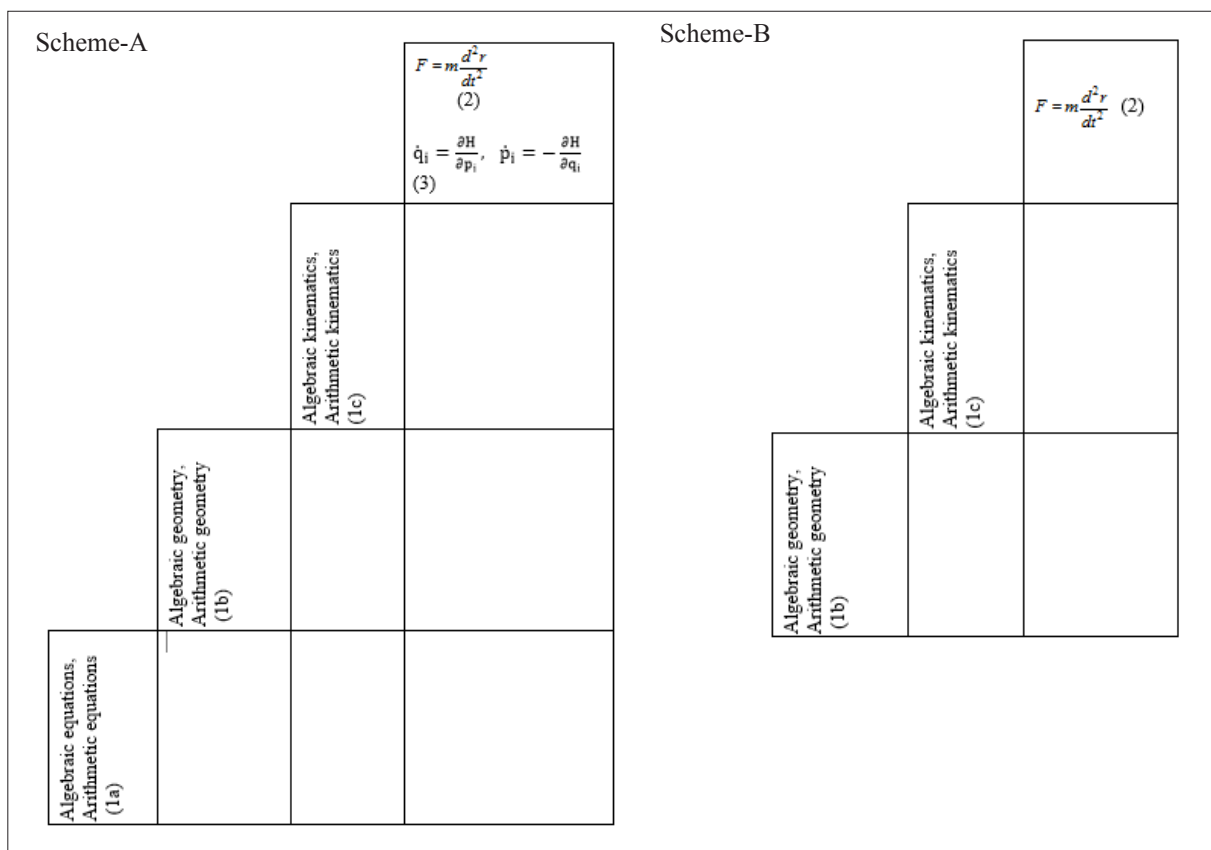 Scheme-A
F = m d²r/dt²
(2)
q̇ᵢ = ∂H/∂pᵢ, ṗᵢ = −∂H/∂qᵢ
(3)
Algebraic kinematics,
Arithmetic kinematics
(1c)
Algebraic geometry,
Arithmetic geometry
(1b)
Algebraic equations,
Arithmetic equations
(1a)
Scheme-B
F = m d²r/dt² (2)
Algebraic kinematics,
Arithmetic kinematics
(1c)
Algebraic geometry,
Arithmetic geometry
(1b)